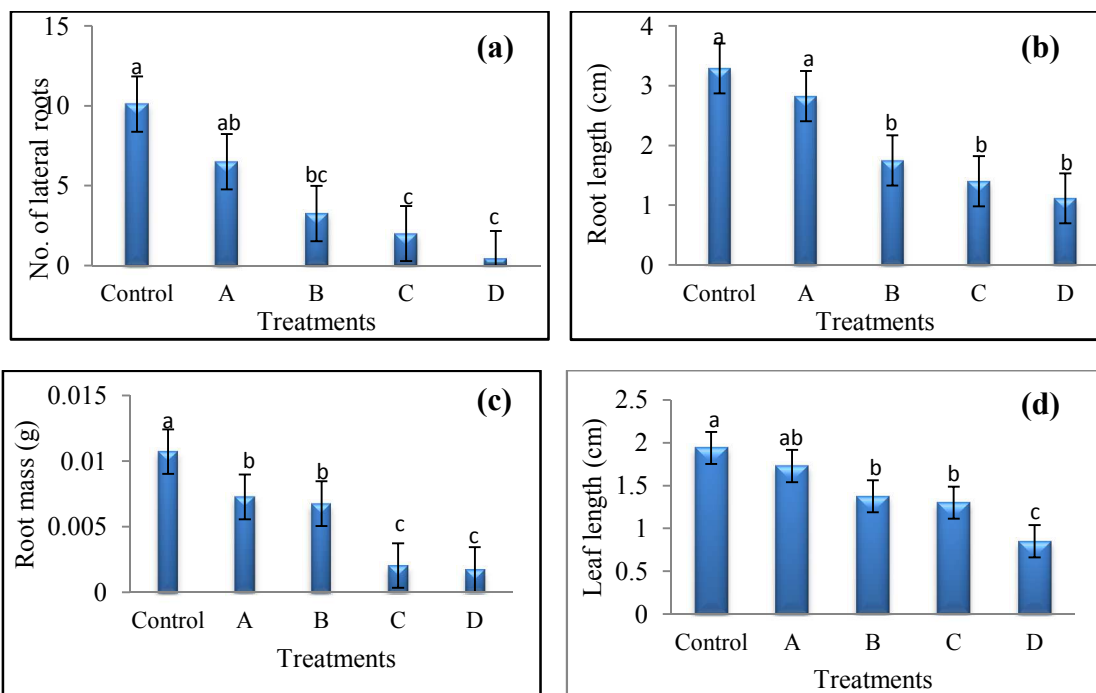 (a)
No. of lateral roots
15
10
5
0
a
ab
bc
c
c
Control A B C D
Treatments
(b)
Root length (cm)
4
3
2
1
0
a
a
b
b
b
Control A B C D
Treatments
(c)
Root mass (g)
0.015
0.01
0.005
0
a
b
b
c
c
Control A B C D
Treatments
(d)
Leaf length (cm)
2.5
2
1.5
1
0.5
0
a
ab
b
b
c
Control A B C D
Treatments